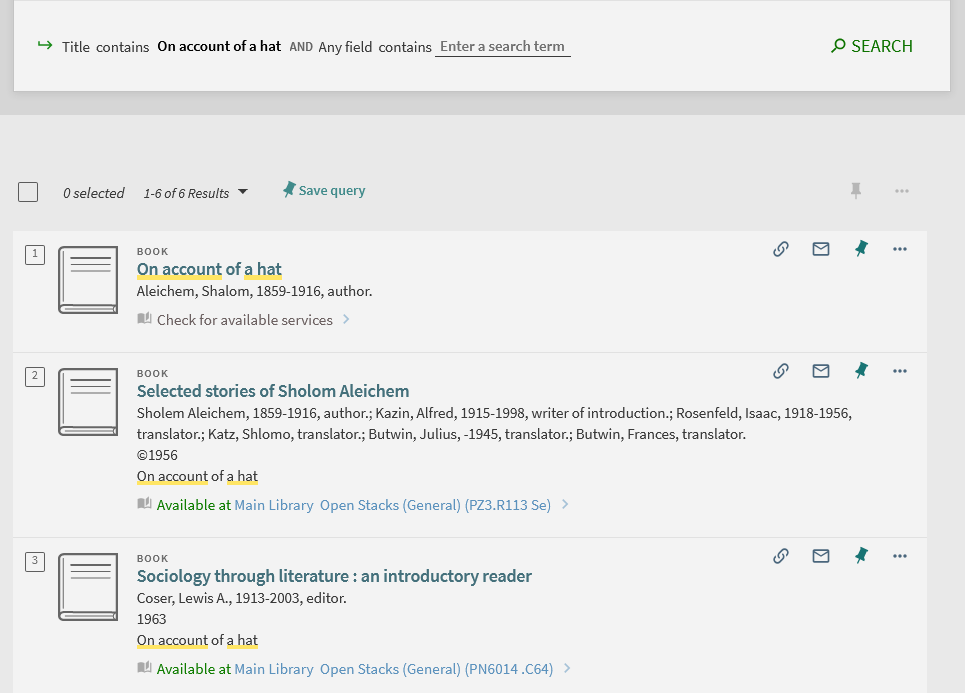 Title contains On account of a hat AND Any field contains Enter a search term SEARCH
0 selected 1-6 of 6 Results Save query
1
BOOK
On account of a hat
Aleichem, Shalom, 1859-1916, author.
Check for available services
2
BOOK
Selected stories of Sholom Aleichem
Sholem Aleichem, 1859-1916, author.; Kazin, Alfred, 1915-1998, writer of introduction.; Rosenfeld, Isaac, 1918-1956,
translator.; Katz, Shlomo, translator.; Butwin, Julius, -1945, translator.; Butwin, Frances, translator.
©1956
On account of a hat
Available at Main Library Open Stacks (General) (PZ3.R113 Se)
3
BOOK
Sociology through literature : an introductory reader
Coser, Lewis A., 1913-2003, editor.
1963
On account of a hat
Available at Main Library Open Stacks (General) (PN6014 .C64)